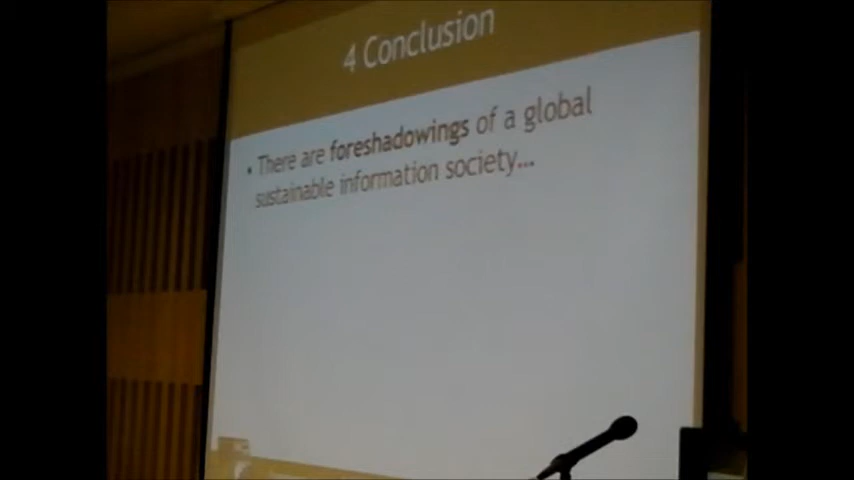 4 Conclusion
• There are foreshadowings of a global
sustainable information society...